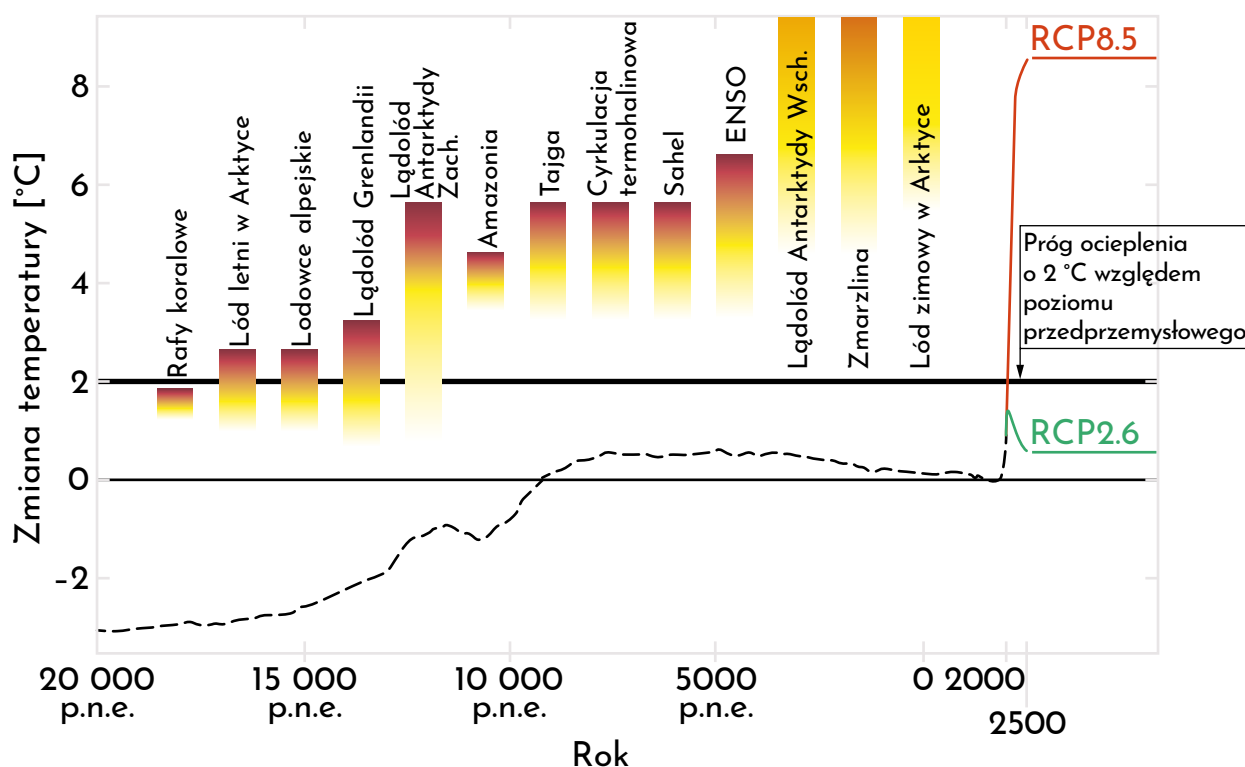 Zmiana temperatury [°C]
8
6
4
2
0
–2
Rafy koralowe
Lód letni w Arktyce
Lodowce alpejskie
Lądolód Grenlandii
Lądolód
Antarktydy
Zach.
Amazonia
Tajga
Cyrkulacja
termohalinowa
Sahel
ENSO
Lądolód Antarktydy Wsch.
Zmarzlina
Lód zimowy w Arktyce
RCP8.5
Próg ocieplenia
o 2 °C względem
poziomu
przedprzemysłowego
RCP2.6
20 000
p.n.e.
15 000
p.n.e.
10 000
p.n.e.
5000
p.n.e.
0
2000
2500
Rok